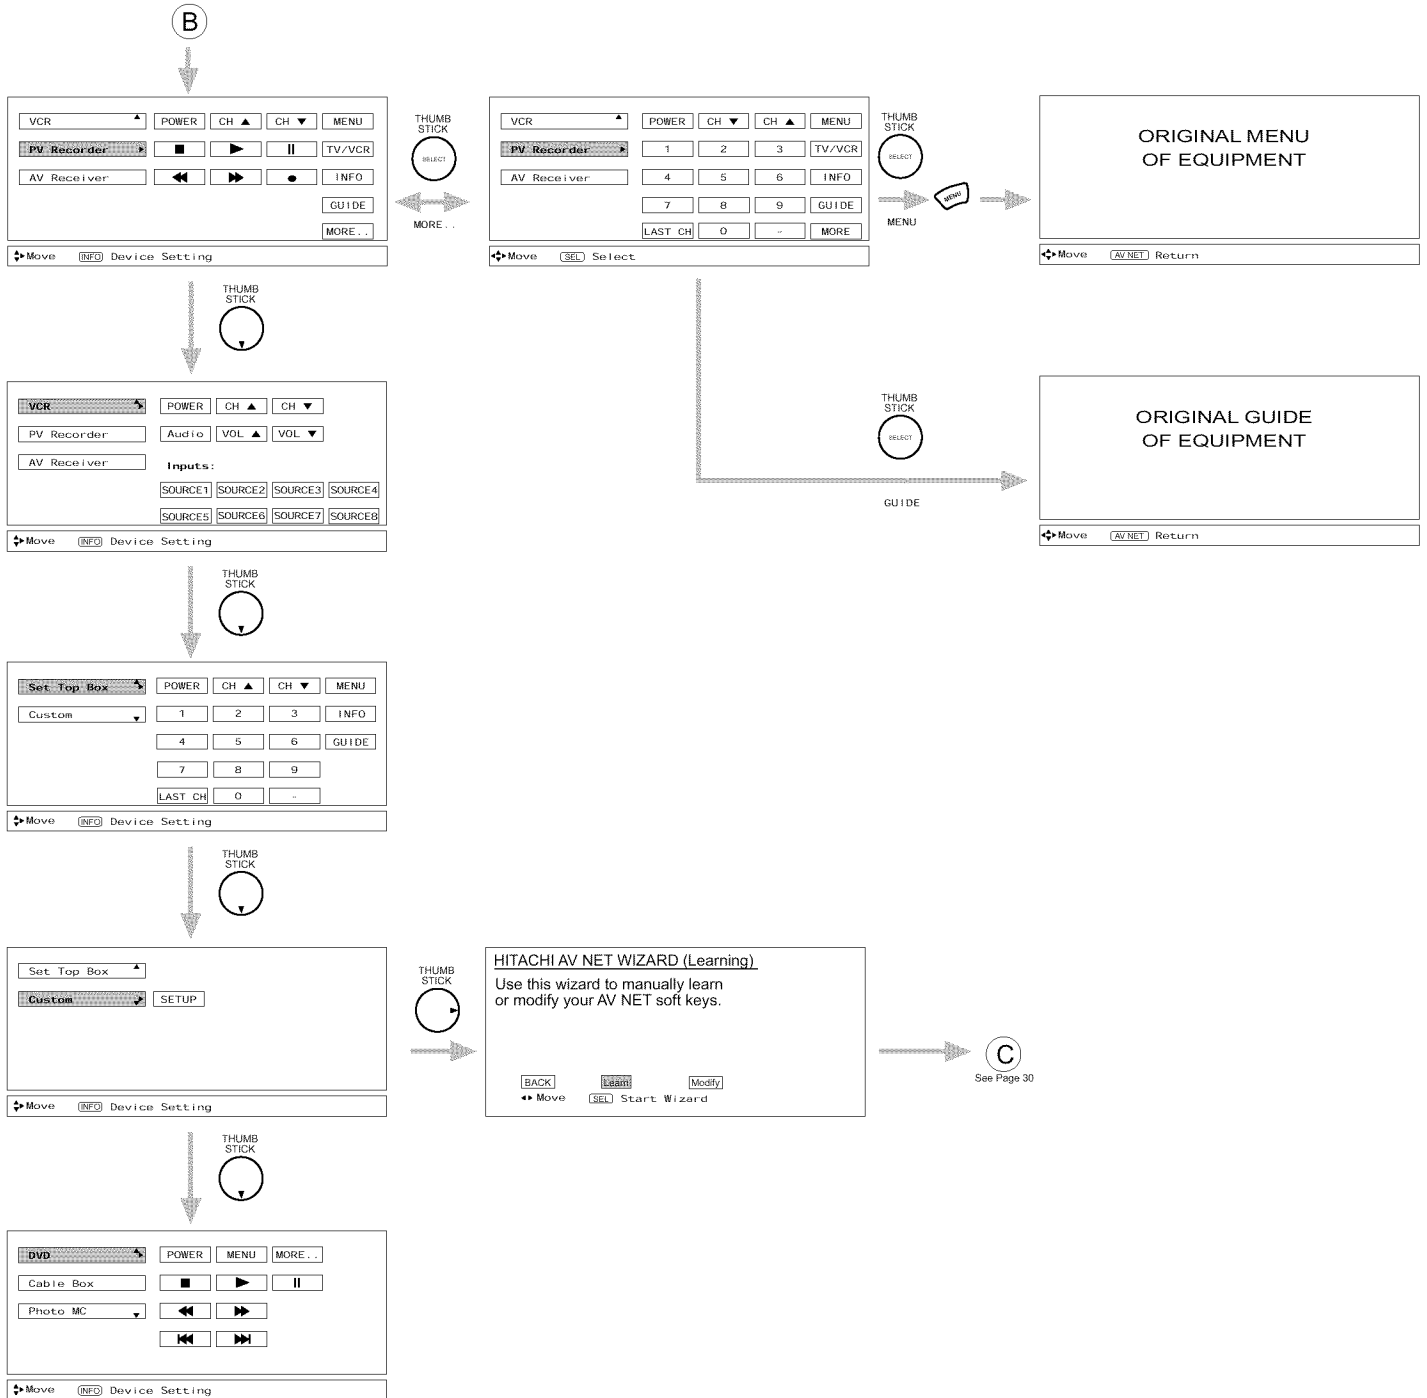 B
VCR POWER CH ▲ CH ▼ MENU
PV Recorder ■ ▶ II TV/VCR
AV Receiver ◀◀ ▶▶ ● INFO
GUIDE
MORE..
Move INFO Device Setting
THUMB
STICK
SELECT
MORE..
VCR POWER CH ▼ CH ▲ MENU
PV Recorder 1 2 3 TV/VCR
AV Receiver 4 5 6 INFO
7 8 9 GUIDE
LAST CH 0 - MORE
Move SEL Select
THUMB
STICK
SELECT
MENU
MENU
ORIGINAL MENU
OF EQUIPMENT
Move AV NET Return
THUMB
STICK
VCR POWER CH ▲ CH ▼
PV Recorder Audio VOL ▲ VOL ▼
AV Receiver Inputs:
SOURCE1 SOURCE2 SOURCE3 SOURCE4
SOURCE5 SOURCE6 SOURCE7 SOURCE8
Move INFO Device Setting
THUMB
STICK
SELECT
GUIDE
ORIGINAL GUIDE
OF EQUIPMENT
Move AV NET Return
THUMB
STICK
Set Top Box POWER CH ▲ CH ▼ MENU
Custom 1 2 3 INFO
4 5 6 GUIDE
7 8 9
LAST CH 0 -
Move INFO Device Setting
THUMB
STICK
Set Top Box
Custom SETUP
Move INFO Device Setting
THUMB
STICK
HITACHI AV NET WIZARD (Learning)
Use this wizard to manually learn
or modify your AV NET soft keys.
BACK Learn Modify
Move SEL Start Wizard
C
See Page 30
THUMB
STICK
DVD POWER MENU MORE..
Cable Box ■ ▶ II
Photo MC ◀◀ ▶▶
Move INFO Device Setting